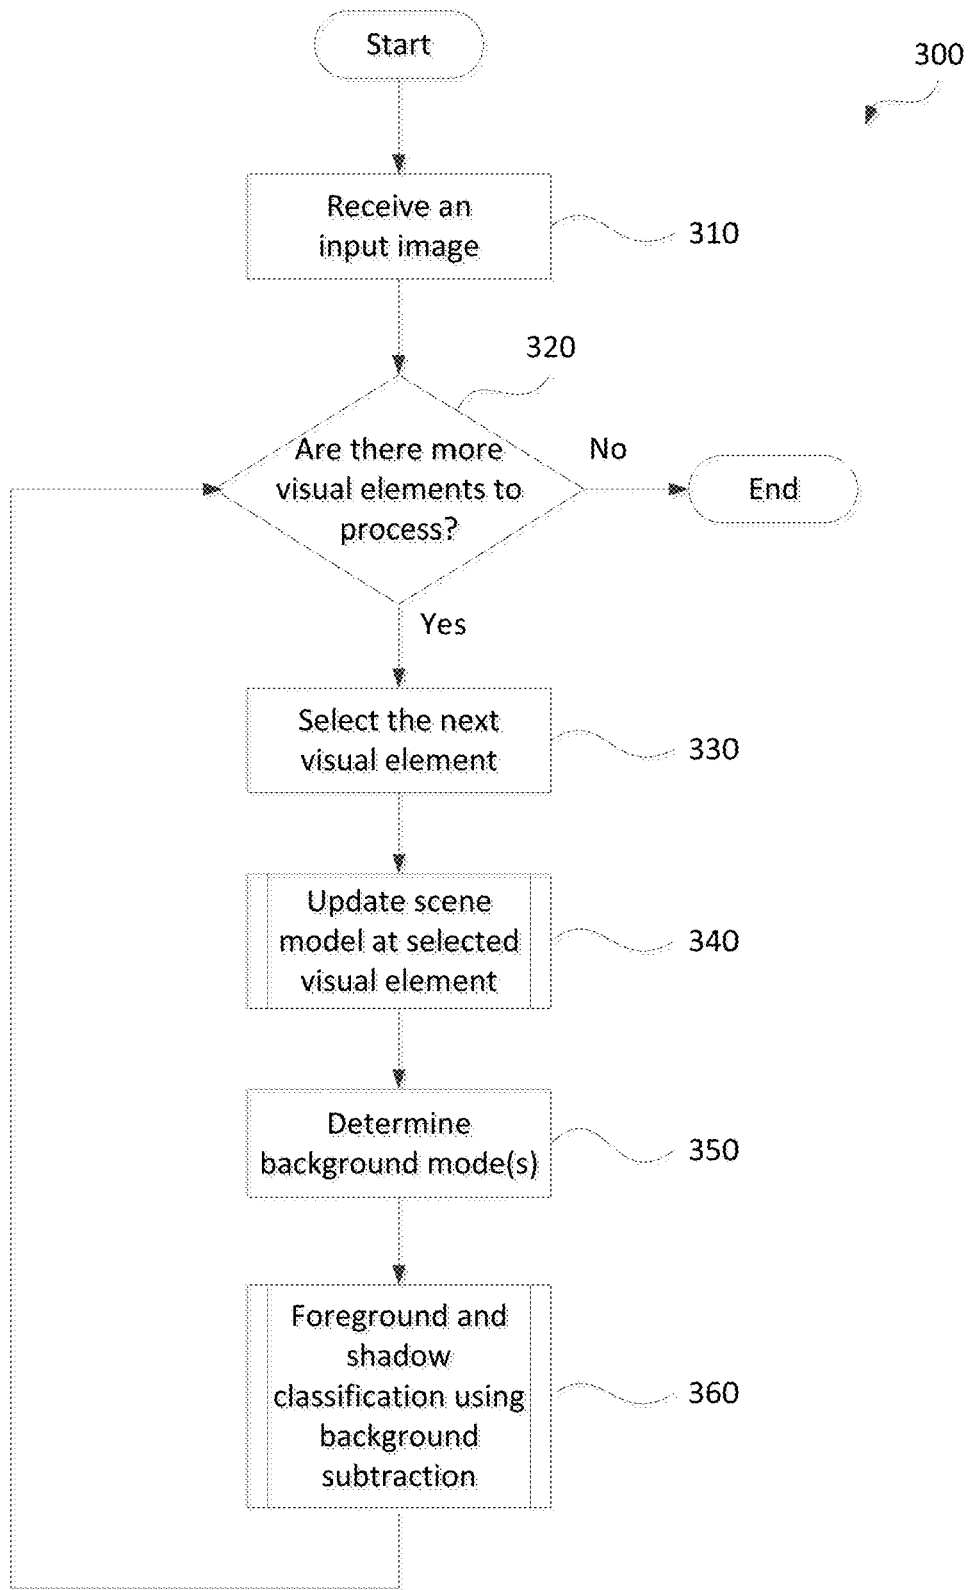 Start
300
Receive an
input image
310
320
Are there more
visual elements to
process?
No
End
Yes
Select the next
visual element
330
Update scene
model at selected
visual element
340
Determine
background mode(s)
350
Foreground and
shadow
classification using
background
subtraction
360